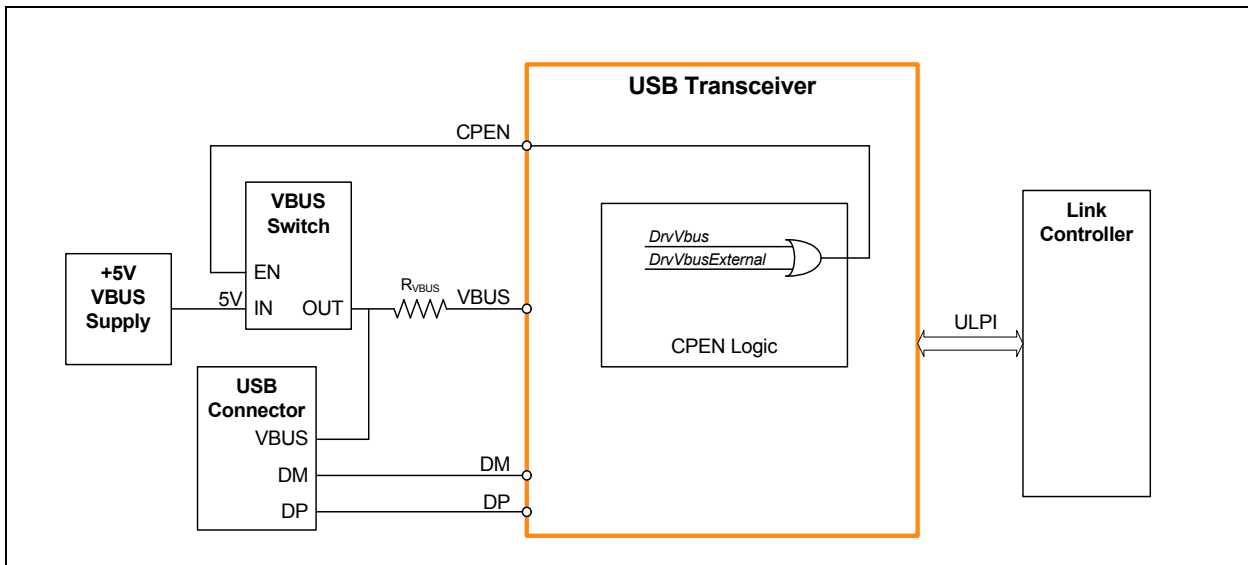 USB Transceiver
CPEN
VBUS
Switch
EN
IN
OUT
5V
+5V
VBUS
Supply
RVBUS
VBUS
DrvVbus
DrvVbusExternal
CPEN Logic
Link
Controller
ULPI
USB
Connector
VBUS
DM
DP
DM
DP